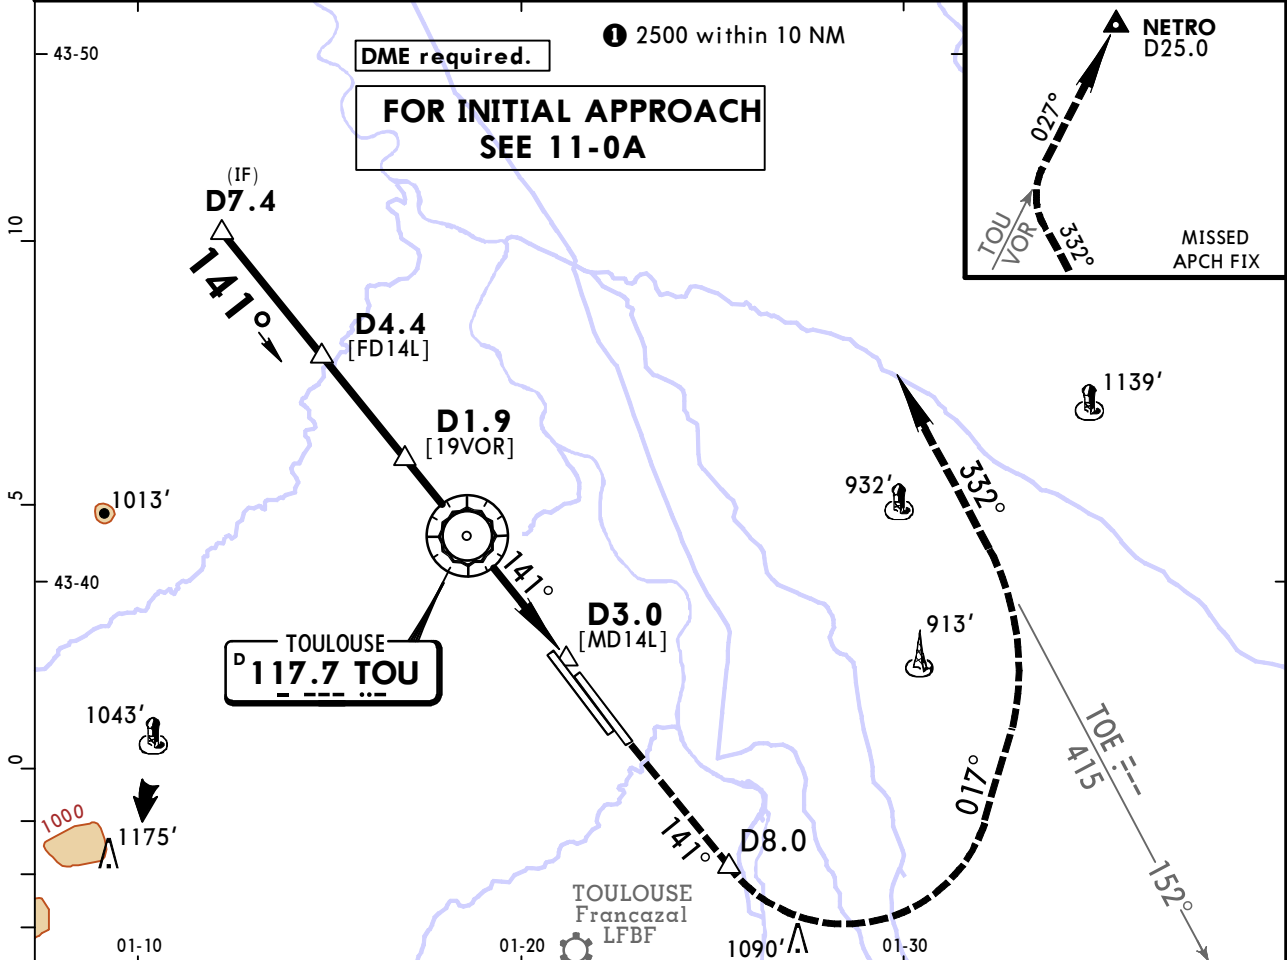 43-50
DME required.
1 2500 within 10 NM
FOR INITIAL APPROACH
SEE 11-0A
NETRO
D25.0
027°
TOU
VOR
332°
MISSED
APCH FIX
(IF)
D7.4
10
141°
D4.4
[FD14L]
1139'
D1.9
[19VOR]
932'
332°
5
1013'
43-40
141°
D3.0
[MD14L]
913'
TOULOUSE
D 117.7 TOU
1043'
TOE
415
0
017°
1000
1175'
141°
D8.0
152°
TOULOUSE
Francazal
LFBF
1090'
01-10
01-20
01-30